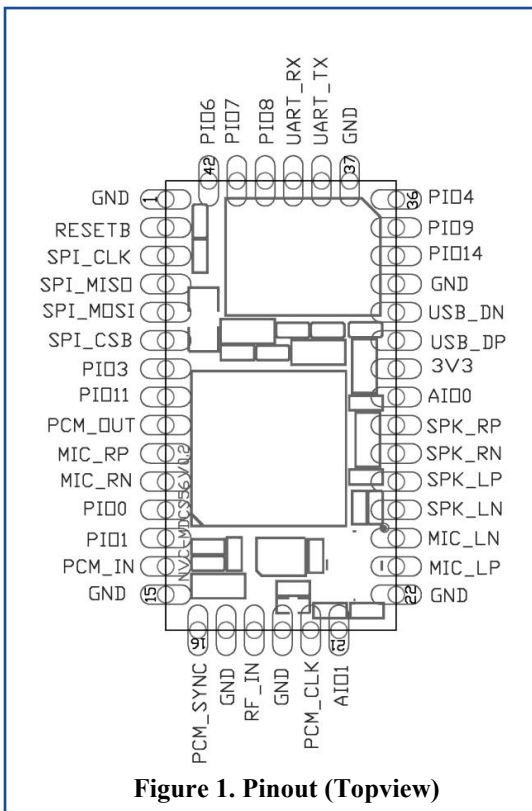 PIO6
PIO7
PIO8
UART_RX
UART_TX
GND
42
37
GND
RESETB
SPI_CLK
SPI_MISO
SPI_MOSI
SPI_CSB
PIO3
PIO11
PCM_OUT
MIC_RP
MIC_RN
PIO0
PIO1
PCM_IN
GND
1
15
36
22
PIO4
PIO9
PIO14
GND
USB_DN
USB_DP
3V3
AIO0
SPK_RP
SPK_RN
SPK_LP
SPK_LN
MIC_LN
MIC_LP
GND
16
21
PCM_SYNC
GND
RF_IN
GND
PCM_CLK
AIO1
Figure 1. Pinout (Topview)